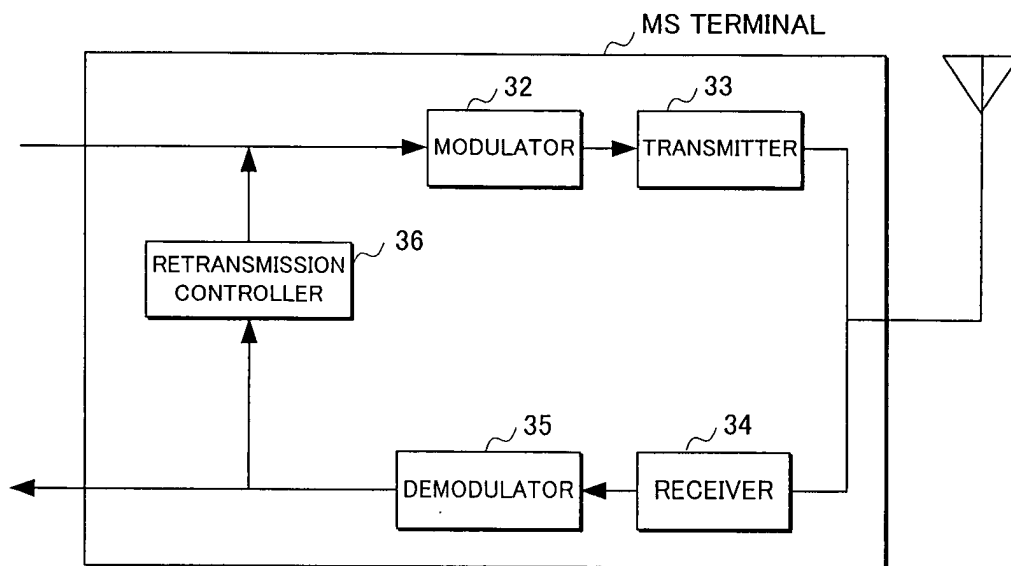 MS TERMINAL
32
33
MODULATOR
TRANSMITTER
36
RETRANSMISSION
CONTROLLER
35
34
DEMODULATOR
RECEIVER